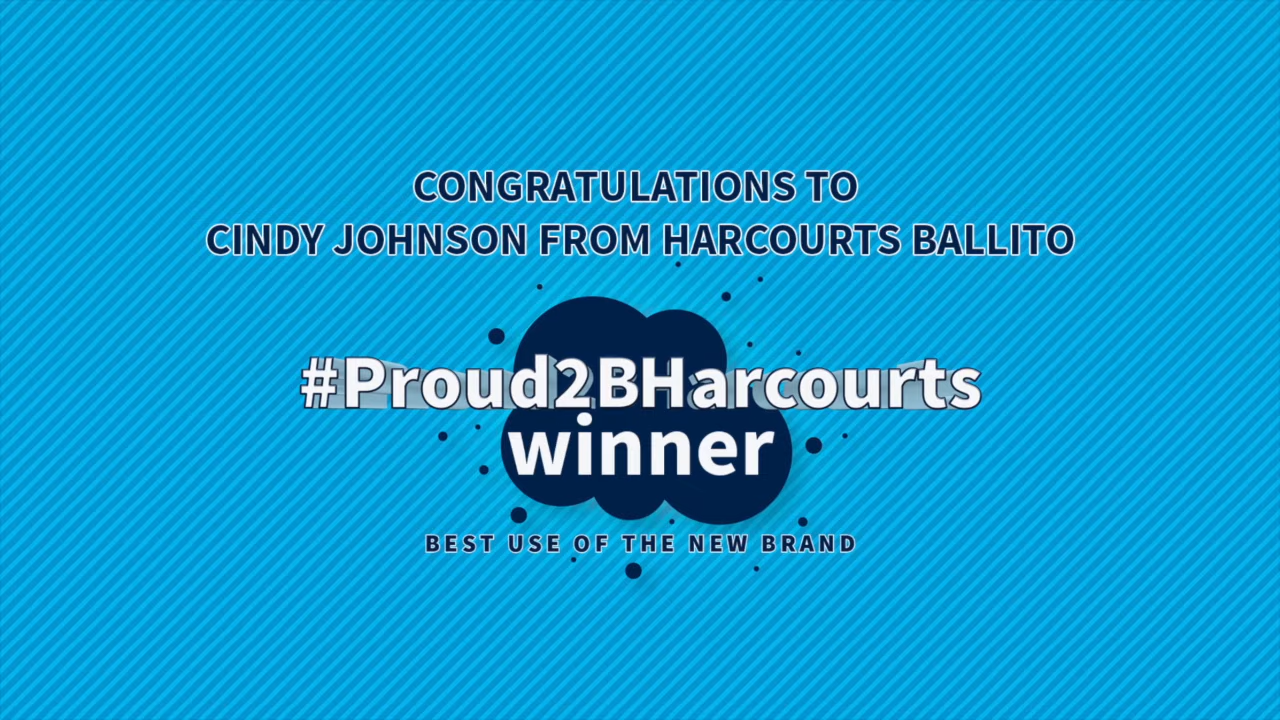 CONGRATULATIONS TO
CINDY JOHNSON FROM HARCOURTS BALLITO
#Proud2BHarcourts
winner
BEST USE OF THE NEW BRAND